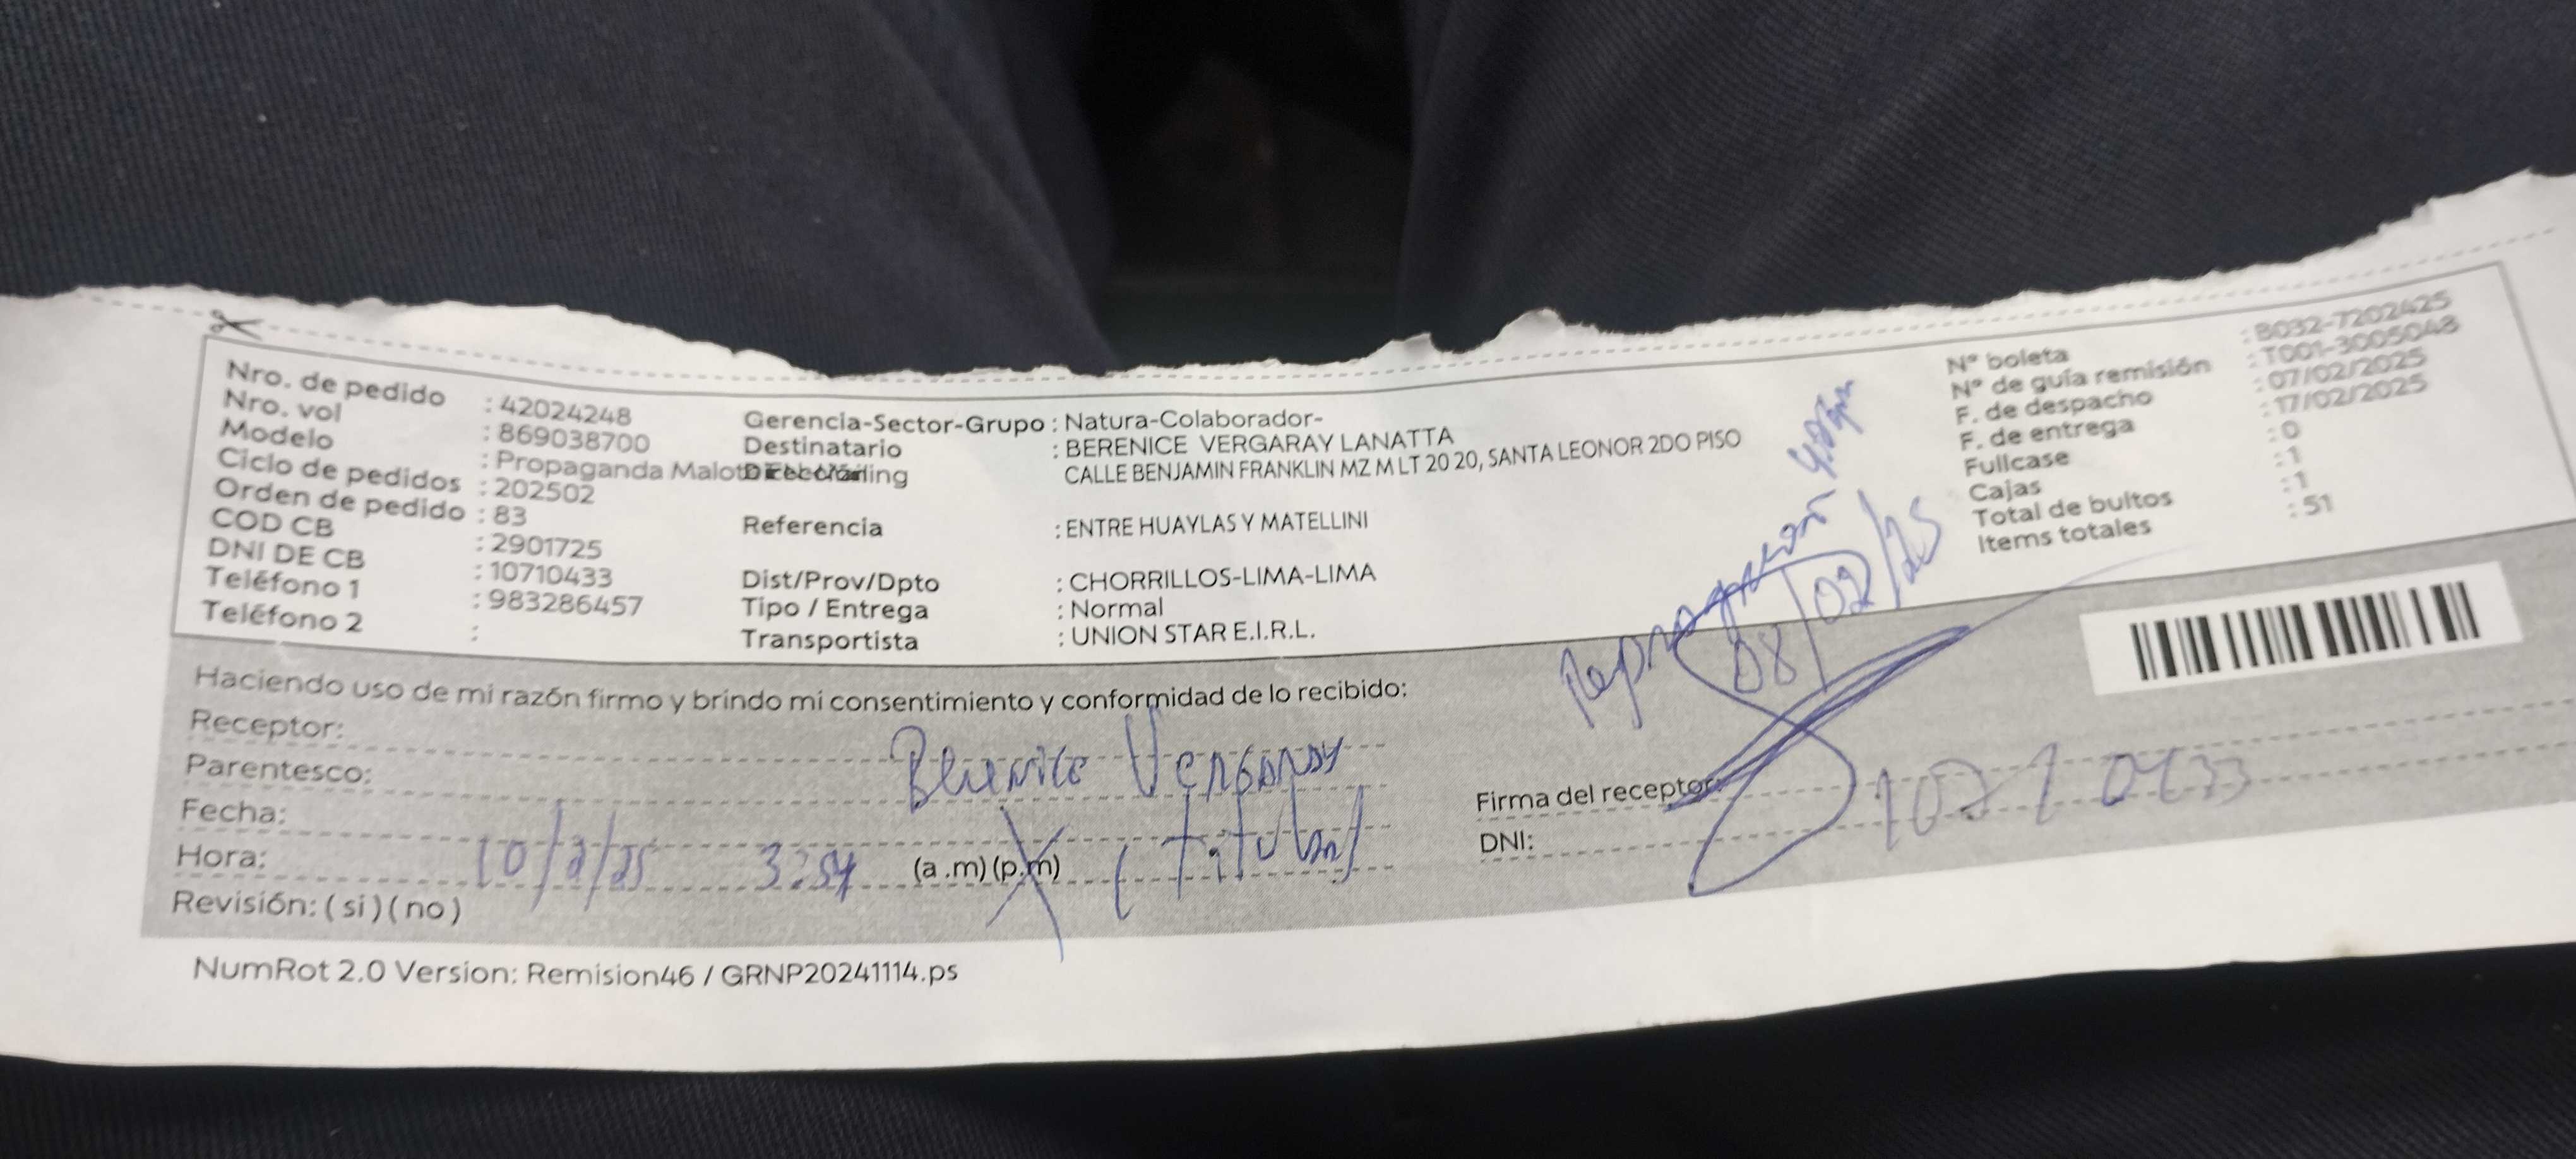 Nro. de pedido : 42024248
Nro. vol : 869038700
Modelo : Propaganda Malote
Ciclo de pedidos : 202502
Orden de pedido : 83
COD CB : 2901725
DNI DE CB : 10710433
Teléfono 1 : 983286457
Teléfono 2 :
Gerencia-Sector-Grupo : Natura-Colaborador-
Destinatario : BERENICE VERGARAY LANATTA
Dirección : CALLE BENJAMIN FRANKLIN MZ M LT 20 20, SANTA LEONOR 2DO PISO
Referencia : ENTRE HUAYLAS Y MATELLINI
Dist/Prov/Dpto : CHORRILLOS-LIMA-LIMA
Tipo / Entrega : Normal
Transportista : UNION STAR E.I.R.L.
N° boleta : B032-7202425
N° de guía remisión : T001-3005048
F. de despacho : 07/02/2025
F. de entrega : 17/02/2025
Fullcase : 0
Cajas : 1
Total de bultos : 1
Items totales : 51
08/02/25
Haciendo uso de mi razón firmo y brindo mi consentimiento y conformidad de lo recibido:
Receptor: Berenice Vergaray
Parentesco: (titular)
Fecha: 10/2/25
Hora: 3:54 (a .m) (p.m) X
Revisión: ( si ) ( no )
Firma del receptor:
DNI: 10710433
NumRot 2.0 Version: Remision46 / GRNP20241114.ps